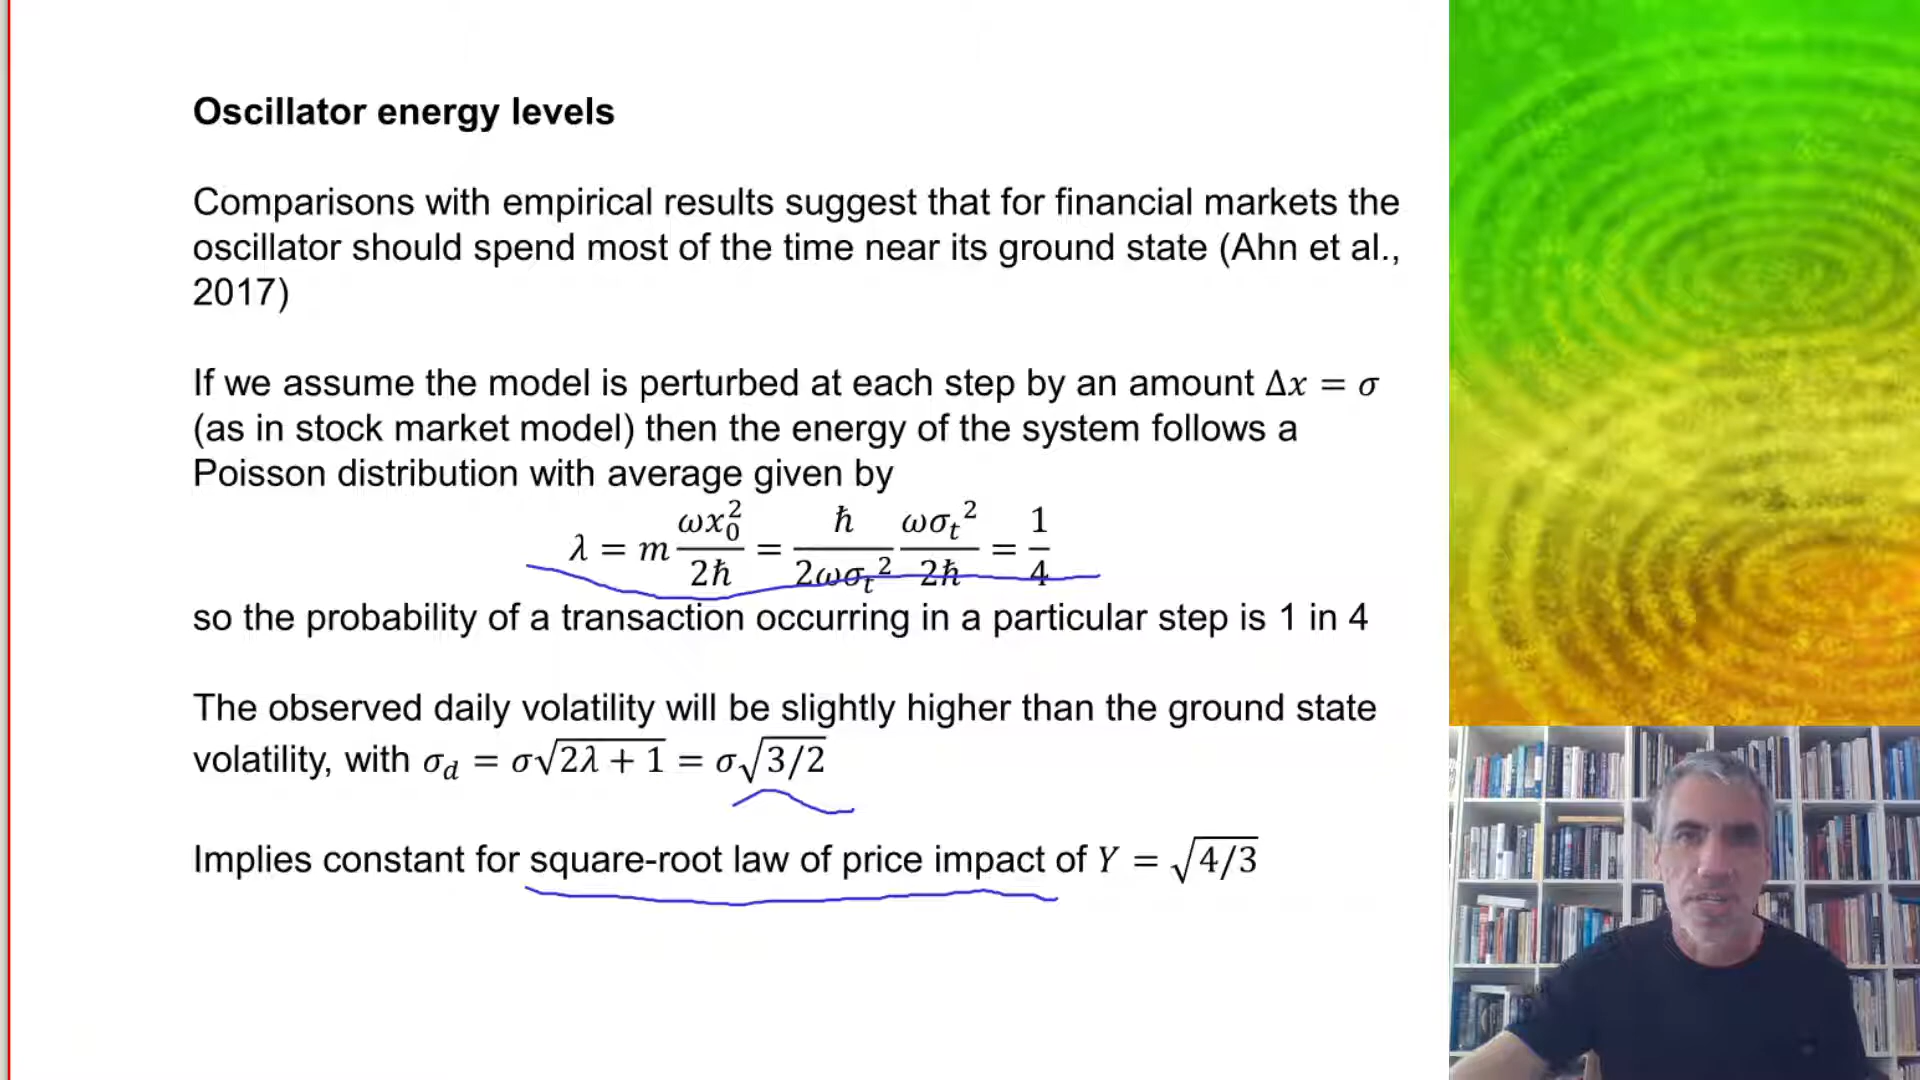 Oscillator energy levels
Comparisons with empirical results suggest that for financial markets the
oscillator should spend most of the time near its ground state (Ahn et al.,
2017)
If we assume the model is perturbed at each step by an amount Δx = σ
(as in stock market model) then the energy of the system follows a
Poisson distribution with average given by
λ = m ωx₀²/2ħ = ħ/2ωσₜ² ωσₜ²/2ħ = 1/4
so the probability of a transaction occurring in a particular step is 1 in 4
The observed daily volatility will be slightly higher than the ground state
volatility, with σd = σ√2λ + 1 = σ√3/2
Implies constant for square-root law of price impact of Y = √4/3